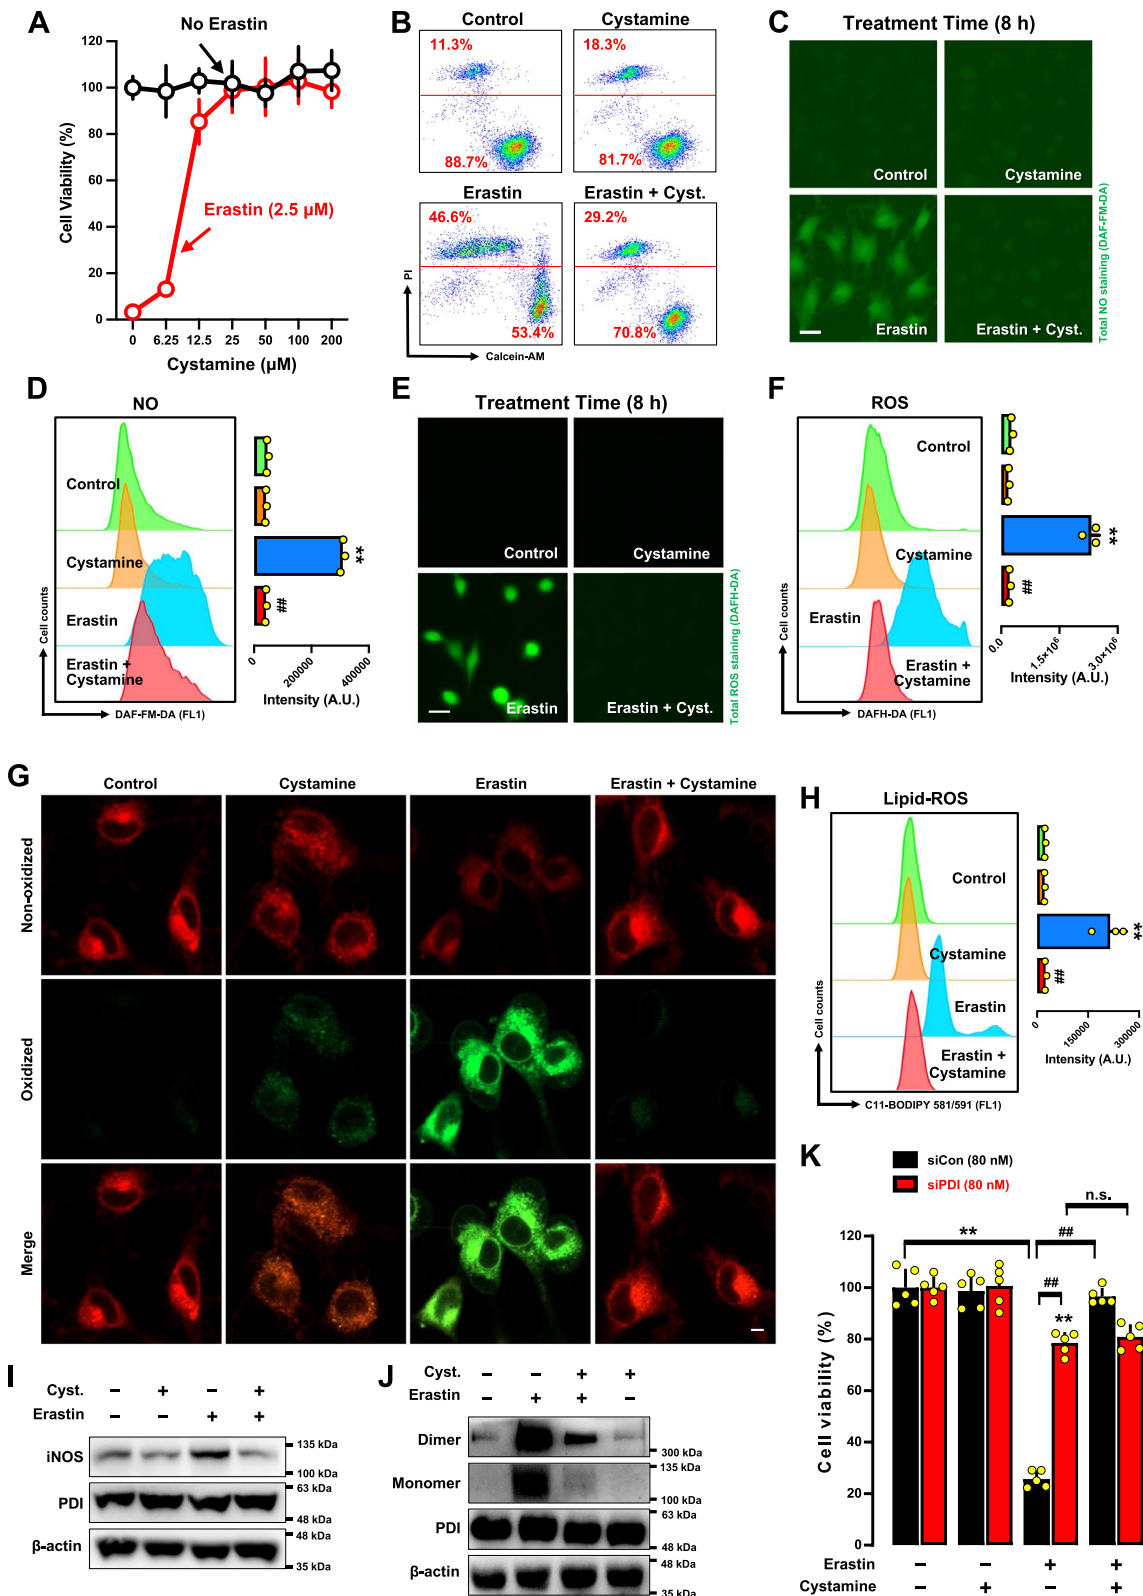 A
120
100
80
60
40
20
0
Cell Viability (%)
No Erastin
Erastin (2.5 µM)
0 6.25 12.5 25 50 100 200
Cystamine (µM)
B
Control Cystamine
11.3% 18.3%
88.7% 81.7%
Erastin Erastin + Cyst.
46.6% 29.2%
53.4% 70.8%
PI
Calcein-AM
C
Treatment Time (8 h)
Control Cystamine
Erastin Erastin + Cyst.
Total NO staining (DAF-FM-DA)
D
NO
Control
Cystamine
Erastin
Erastin +
Cystamine
Cell counts
DAF-FM-DA (FL1)
**
##
0 200000 400000
Intensity (A.U.)
E
Treatment Time (8 h)
Control Cystamine
Erastin Erastin + Cyst.
Total ROS staining (DAFH-DA)
F
ROS
Control
Cystamine
Erastin
Erastin +
Cystamine
Cell counts
DAFH-DA (FL1)
**
##
0.0 1.5×10⁶ 3.0×10⁶
Intensity (A.U.)
G
Control Cystamine Erastin Erastin + Cystamine
Non-oxidized
Oxidized
Merge
H
Lipid-ROS
Control
Cystamine
Erastin
Erastin +
Cystamine
Cell counts
C11-BODIPY 581/591 (FL1)
**
##
0 150000 300000
Intensity (A.U.)
I
Cyst. – + – +
Erastin – – + +
iNOS
135 kDa
100 kDa
PDI
63 kDa
48 kDa
β-actin
48 kDa
35 kDa
J
Cyst. – – + +
Erastin – + + –
Dimer
300 kDa
Monomer
135 kDa
100 kDa
PDI
63 kDa
48 kDa
β-actin
48 kDa
35 kDa
K
siCon (80 nM)
siPDI (80 nM)
n.s.
** ##
##
**
120
100
80
60
40
20
0
Cell viability (%)
Erastin – – + +
Cystamine – + – +